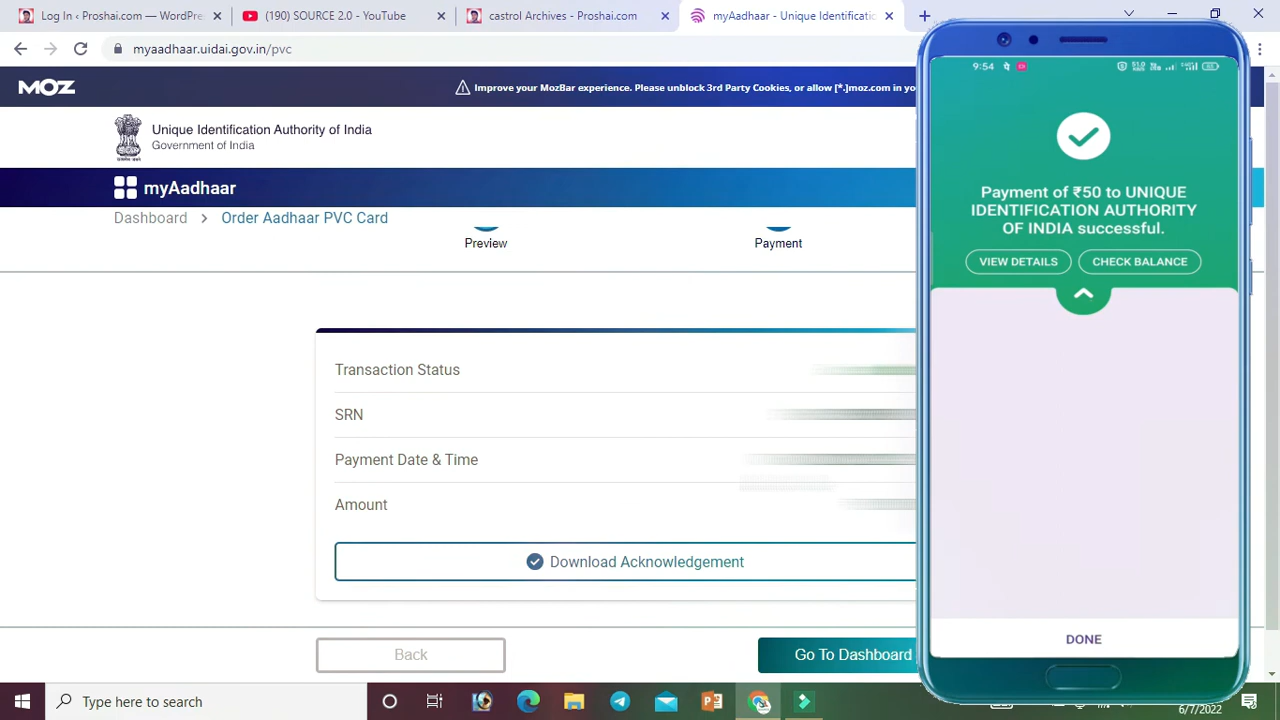 Log In ‹ Proshai.com — WordPre
(190) SOURCE 2.0 - YouTube
castrol Archives - Proshai.com
myAadhaar - Unique Identificatio
myaadhaar.uidai.gov.in/pvc
MOZ
Improve your MozBar experience. Please unblock 3rd Party Cookies, or allow [*.]moz.com in yo
Unique Identification Authority of India
Government of India
myAadhaar
Dashboard > Order Aadhaar PVC Card
Preview
Payment
Transaction Status
SRN
Payment Date & Time
Amount
Download Acknowledgement
Back
Go To Dashboard
Type here to search
6/7/2022
9:54
Payment of ₹50 to UNIQUE
IDENTIFICATION AUTHORITY
OF INDIA successful.
VIEW DETAILS
CHECK BALANCE
DONE